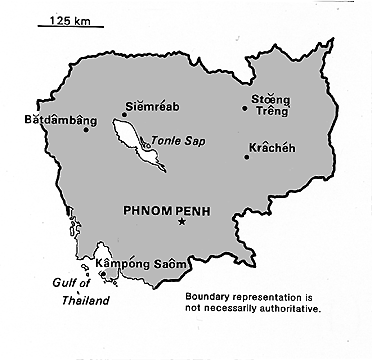 125 km
Siĕmréab
Stœ̆ng
Trêng
Bătdâmbâng
Tonle Sap
Krâchéh
PHNOM PENH
Kâmpóng Saôm
Gulf of
Thailand
Boundary representation is
not necessarily authoritative.